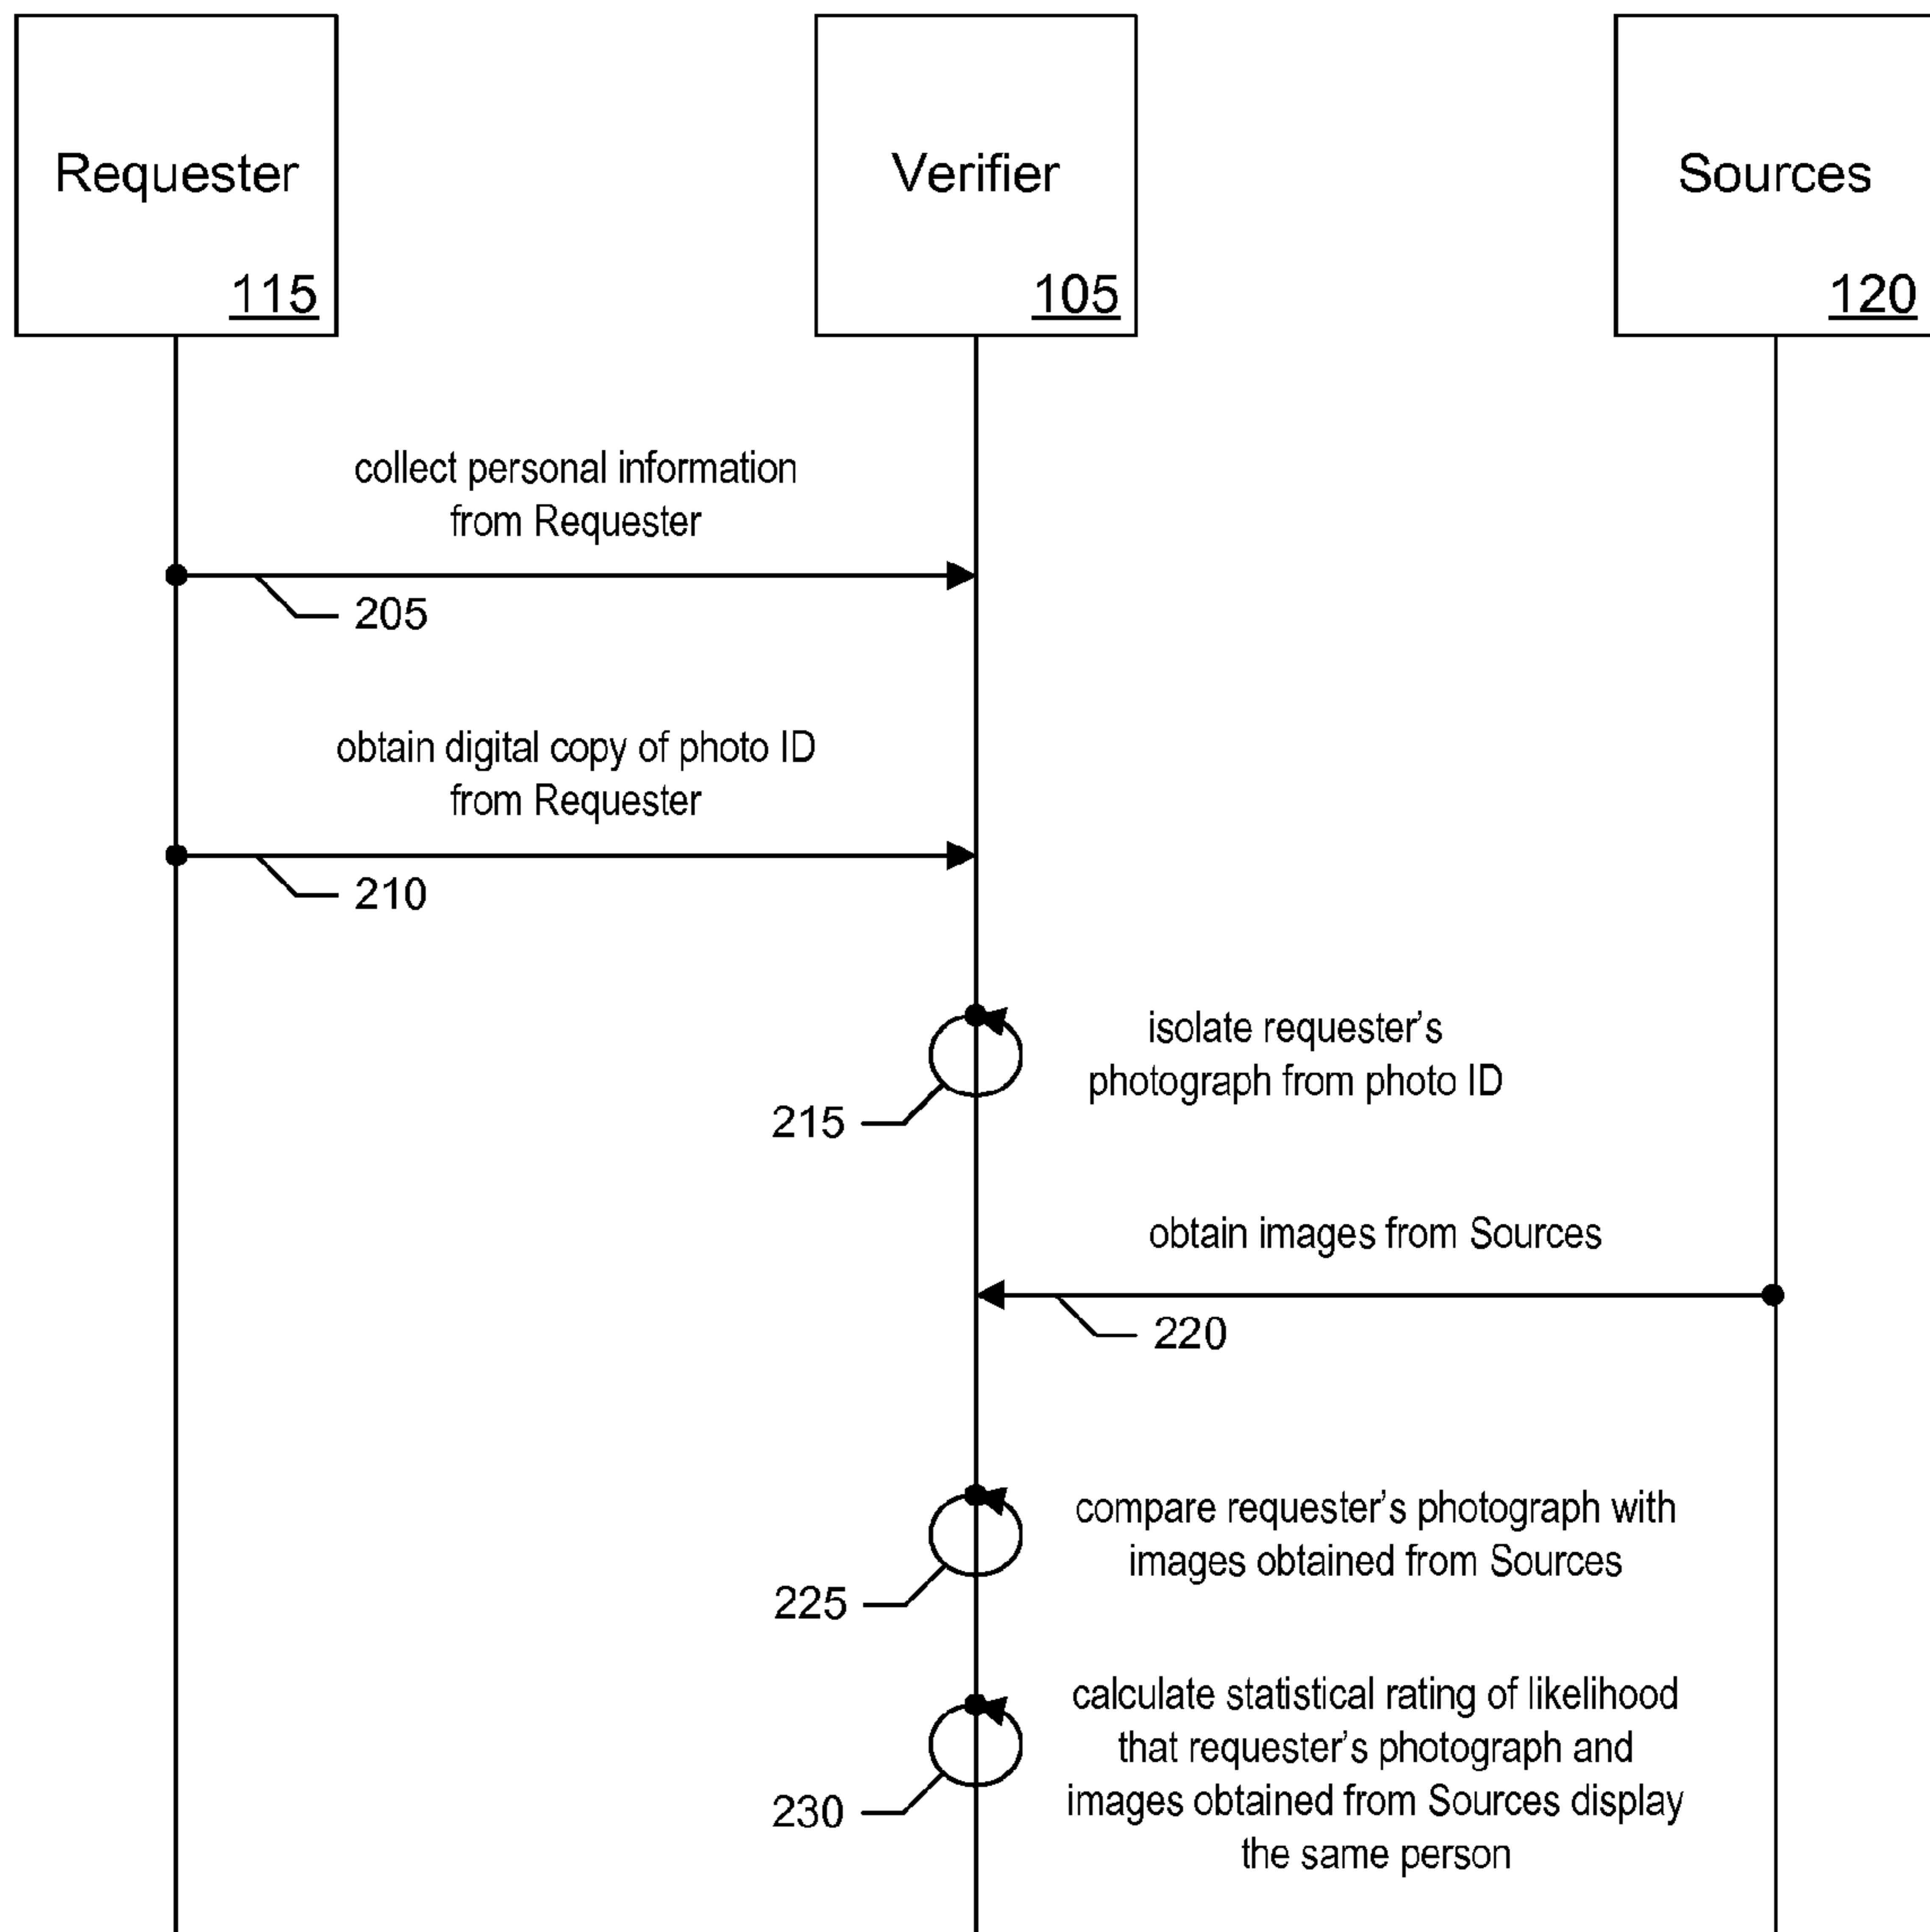 Requester
115
Verifier
105
Sources
120
collect personal information
from Requester
205
obtain digital copy of photo ID
from Requester
210
isolate requester’s
photograph from photo ID
215
obtain images from Sources
220
compare requester’s photograph with
images obtained from Sources
225
calculate statistical rating of likelihood
that requester’s photograph and
images obtained from Sources display
the same person
230